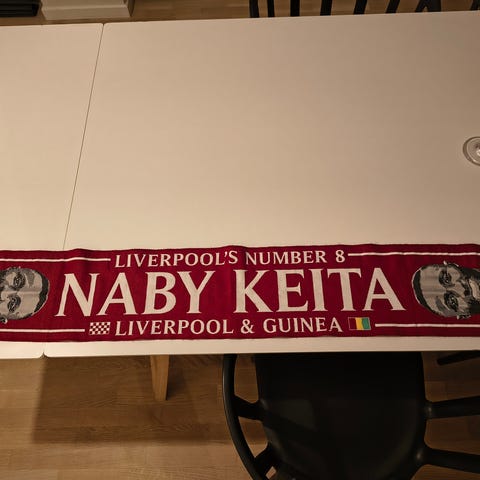 LIVERPOOL'S NUMBER 8
NABY KEITA
LIVERPOOL & GUINEA